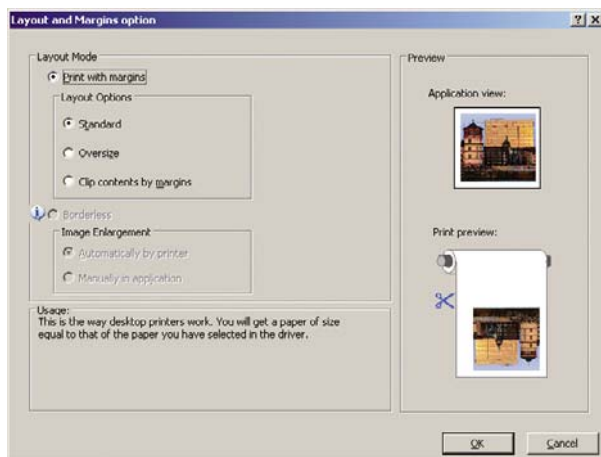 Layout and Margins option
Layout Mode
Print with margins
Layout Options
Standard
Oversize
Clip contents by margins
Borderless
Image Enlargement
Automatically by printer
Manually in application
Usage:
This is the way desktop printers work. You will get a paper of size
equal to that of the paper you have selected in the driver.
Preview
Application view:
Print preview:
OK
Cancel